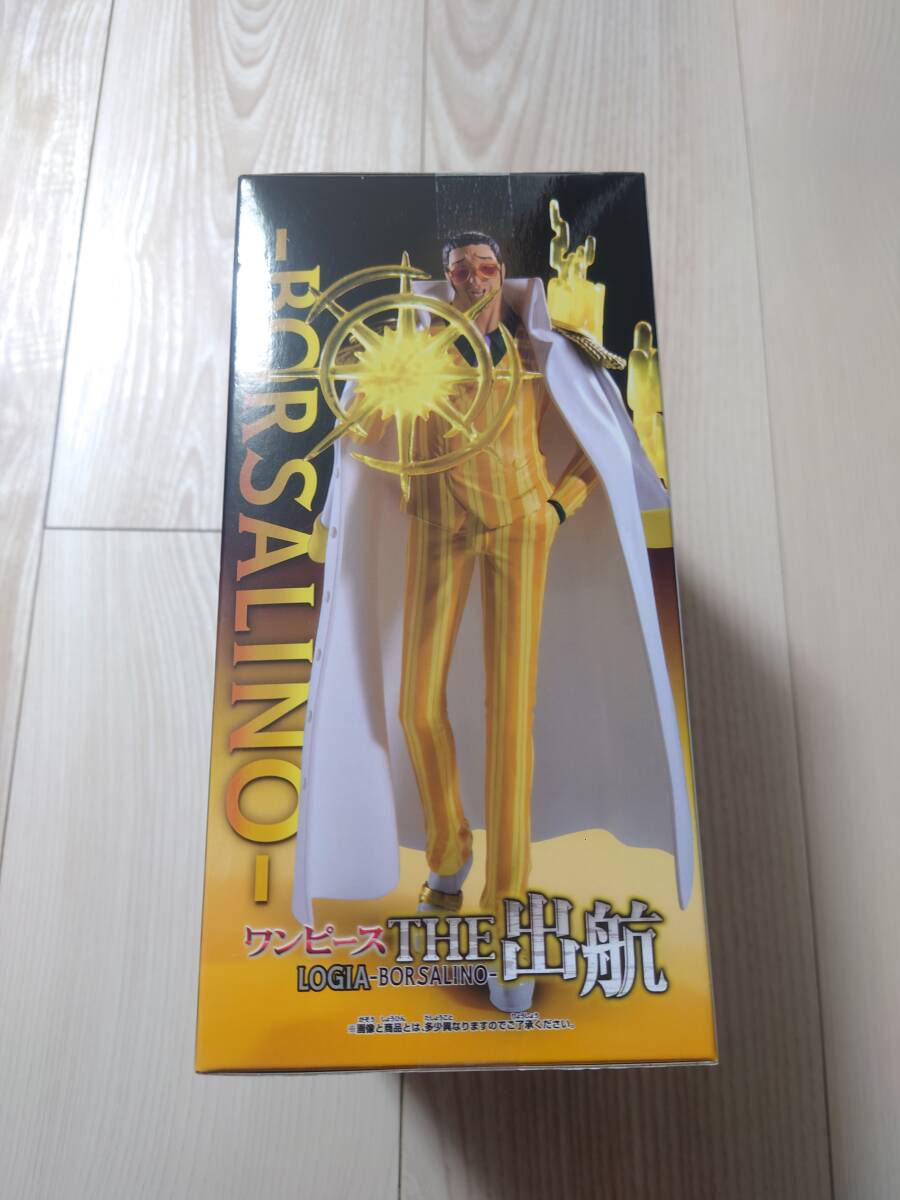 -BORSALINO-
ワンピース THE 出航
LOGIA-BORSALINO-
※画像と商品とは、多少異なりますのでご了承ください。